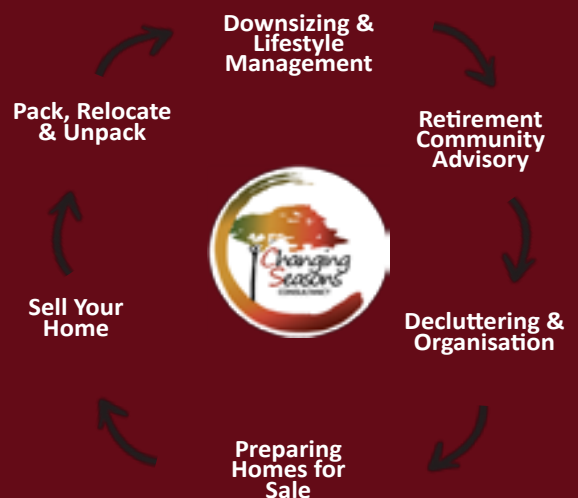 Downsizing &
Lifestyle
Management
Retirement
Community
Advisory
Decluttering &
Organisation
Preparing
Homes for
Sale
Sell Your
Home
Pack, Relocate
& Unpack
Changing
Seasons
CONSULTANCY